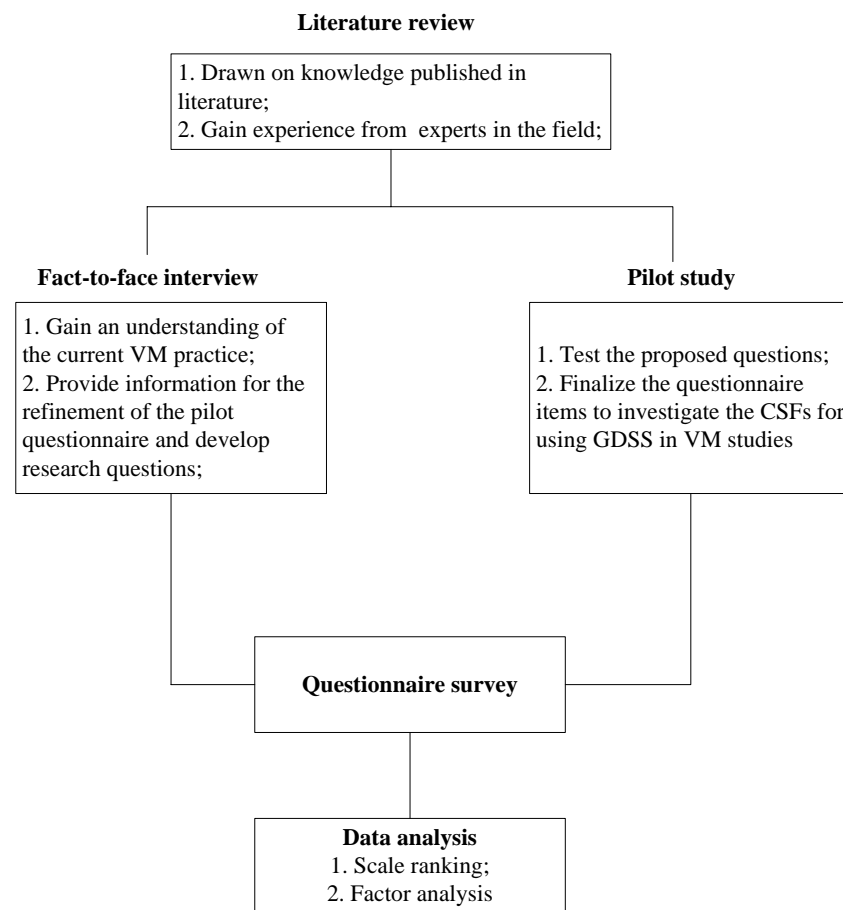 Literature review
1. Drawn on knowledge published in
literature;
2. Gain experience from experts in the field;
Fact-to-face interview
1. Gain an understanding of
the current VM practice;
2. Provide information for the
refinement of the pilot
questionnaire and develop
research questions;
Pilot study
1. Test the proposed questions;
2. Finalize the questionnaire
items to investigate the CSFs for
using GDSS in VM studies
Questionnaire survey
Data analysis
1. Scale ranking;
2. Factor analysis